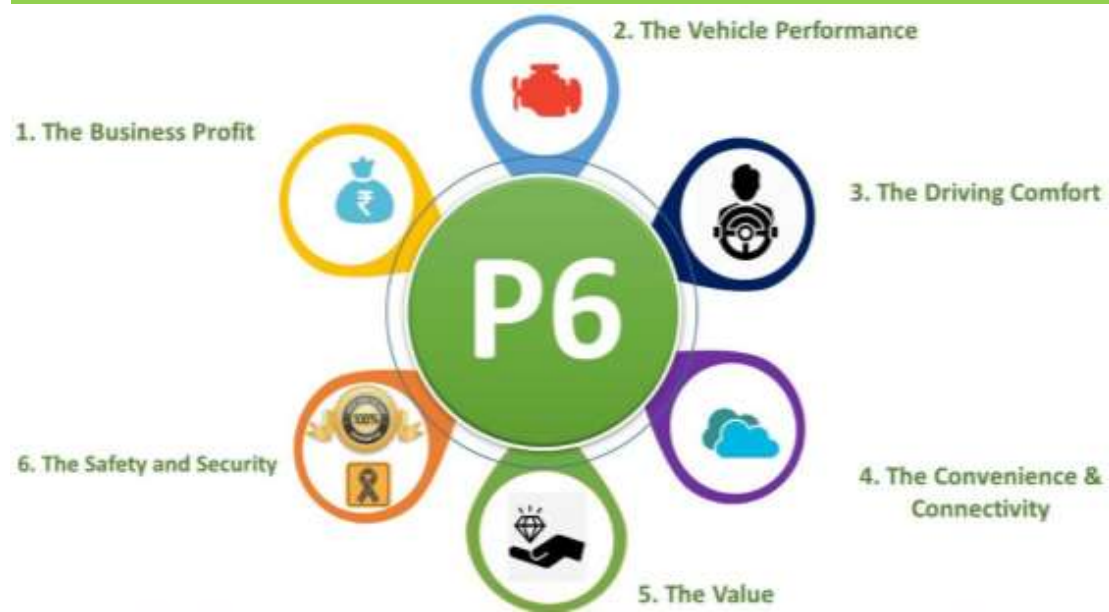 1. The Business Profit
2. The Vehicle Performance
3. The Driving Comfort
4. The Convenience &
Connectivity
5. The Value
6. The Safety and Security
P6
₹
100%